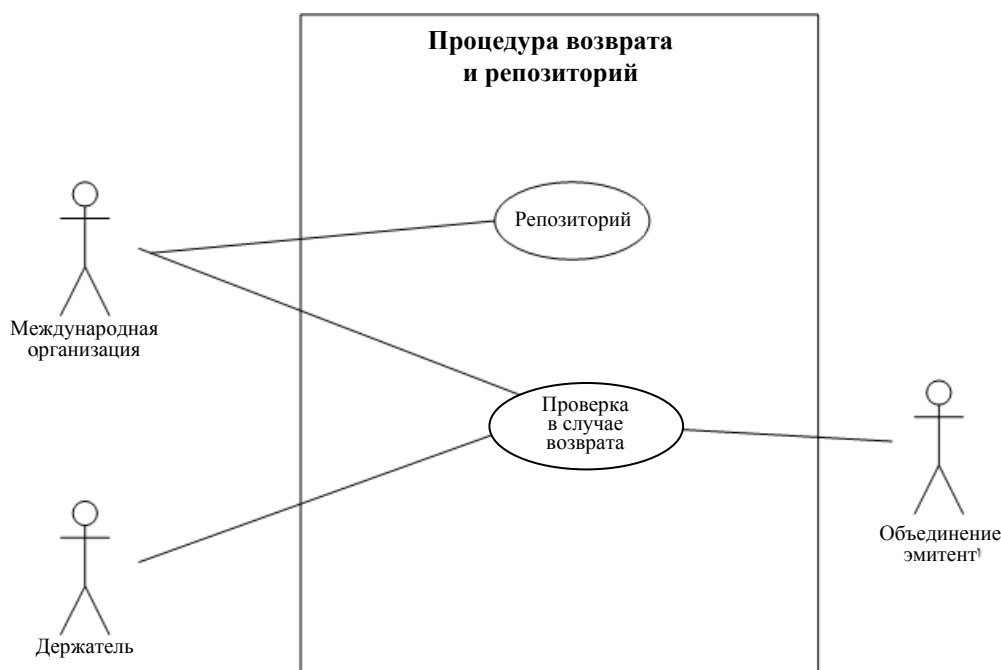 Процедура возврата
и репозиторий
Репозиторий
Международная
организация
Проверка
в случае
возврата
Объединение
эмитент
Держатель